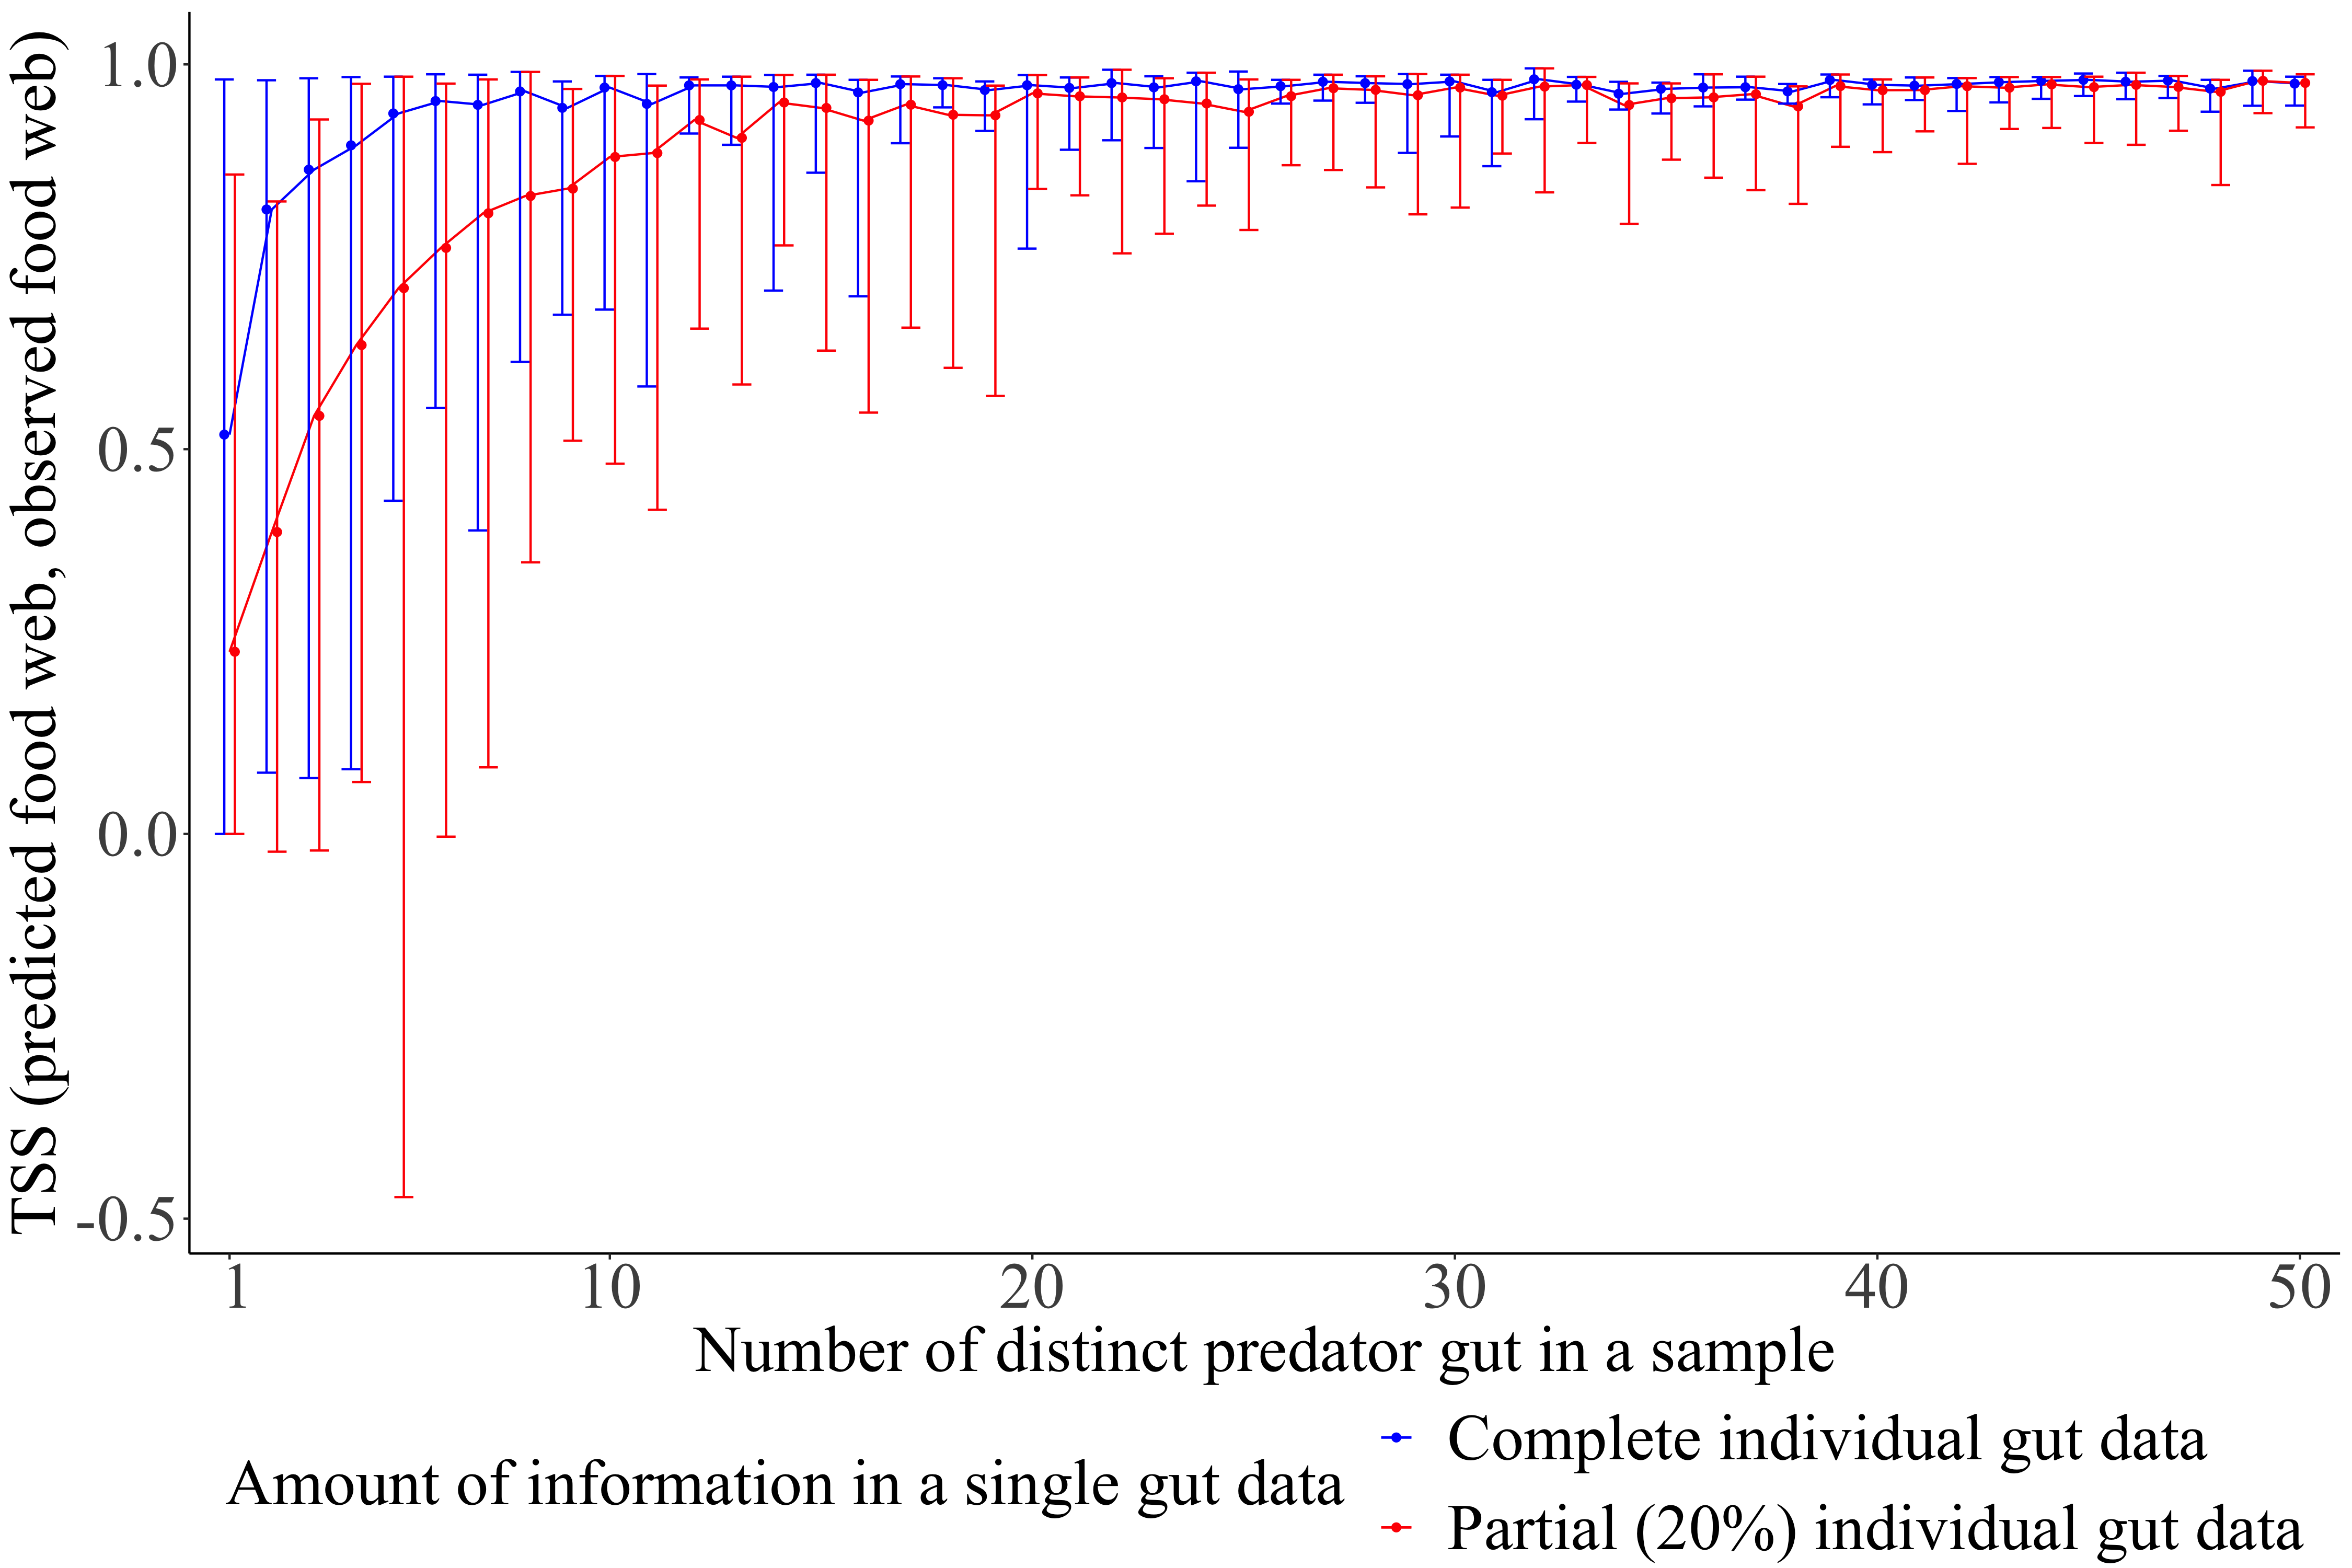 TSS (predicted food web, observed food web)
1.0
0.5
0.0
-0.5
1 10 20 30 40 50
Number of distinct predator gut in a sample
Amount of information in a single gut data
Complete individual gut data
Partial (20%) individual gut data